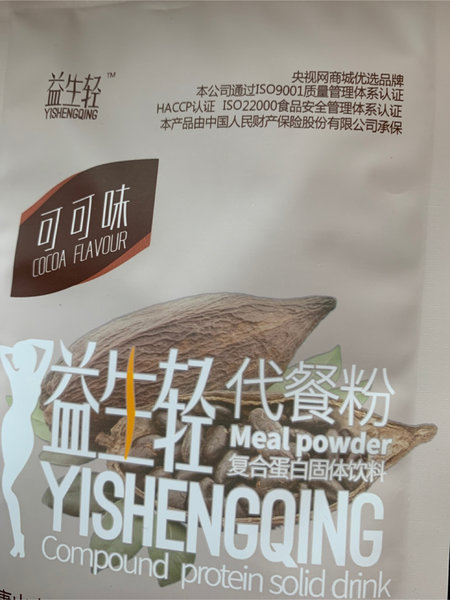 益生轻™
YISHENGQING
央视网商城优选品牌
本公司通过ISO9001质量管理体系认证
HACCP认证 ISO22000食品安全管理体系认证
本产品由中国人民财产保险股份有限公司承保
可可味
COCOA FLAVOUR
益生轻
代餐粉
Meal powder
复合蛋白固体饮料
YISHENGQING
Compound protein solid drink